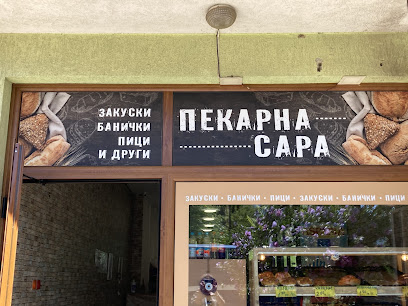 ЗАКУСКИ
БАНИЧКИ
ПИЦИ
И ДРУГИ
ПЕКАРНА
САРА
ЗАКУСКИ • БАНИЧКИ • ПИЦИ • ЗАКУСКИ • БАНИЧКИ • ПИЦИ